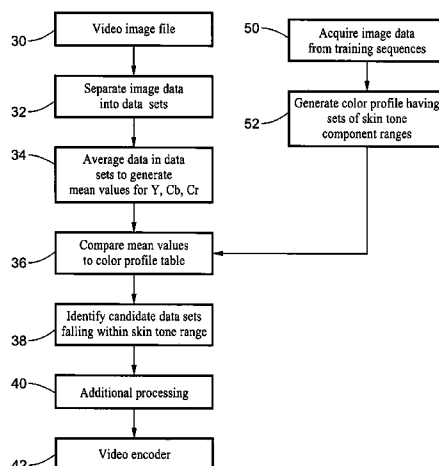 30
Video image file
32
Separate image data
into data sets
34
Average data in data
sets to generate
mean values for Y, Cb, Cr
36
Compare mean values
to color profile table
38
Identify candidate data sets
falling within skin tone range
40
Additional processing
42
Video encoder
50
Acquire image data
from training sequences
52
Generate color profile having
sets of skin tone
component ranges